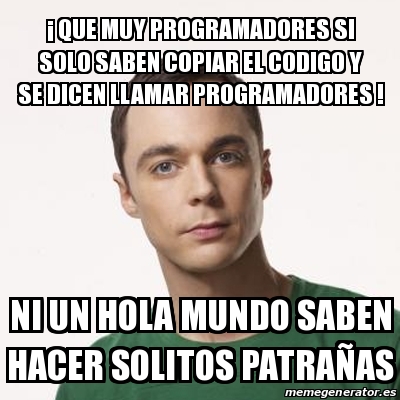 ¡ QUE MUY PROGRAMADORES SI
SOLO SABEN COPIAR EL CODIGO Y
SE DICEN LLAMAR PROGRAMADORES !
NI UN HOLA MUNDO SABEN
HACER SOLITOS PATRAÑAS
memegenerator.es